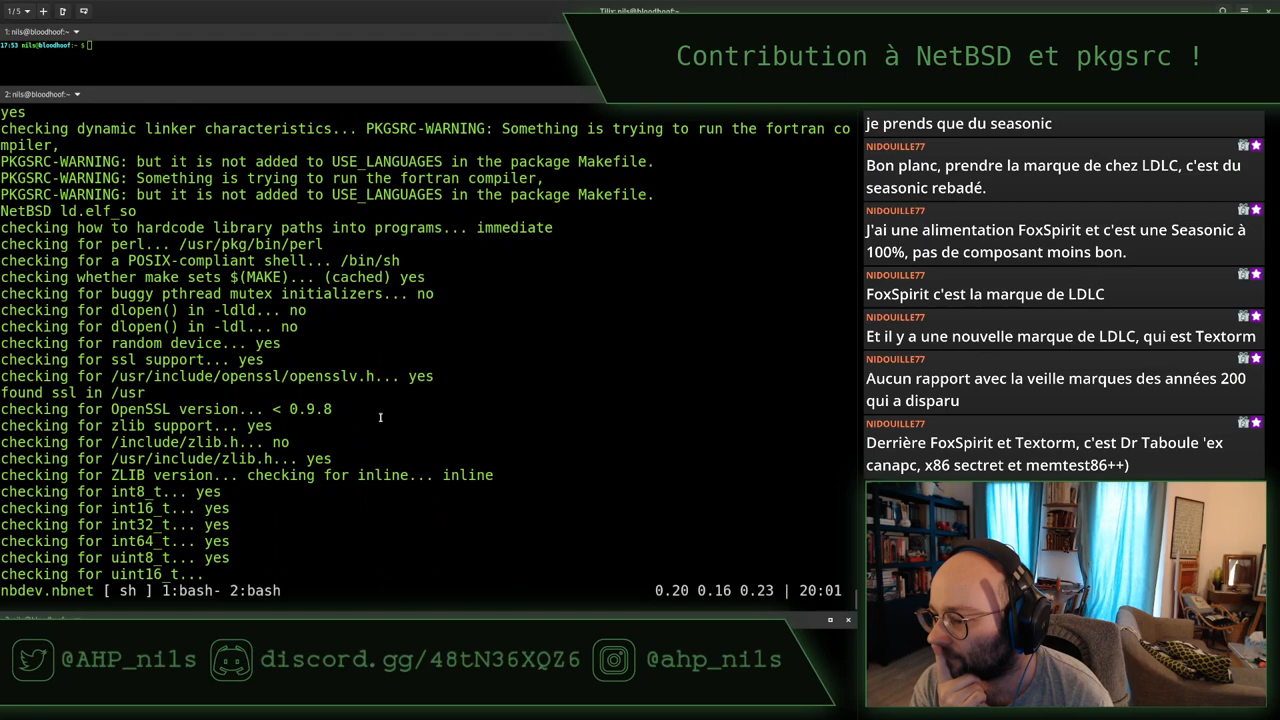 1/5
Tilix: nils@bloodhoof:~
1: nils@bloodhoof:~
17:53 nils@bloodhoof:~ $
2: nils@bloodhoof:~
Contribution à NetBSD et pkgsrc !
yes
checking dynamic linker characteristics... PKGSRC-WARNING: Something is trying to run the fortran co
mpiler,
PKGSRC-WARNING: but it is not added to USE_LANGUAGES in the package Makefile.
PKGSRC-WARNING: Something is trying to run the fortran compiler,
PKGSRC-WARNING: but it is not added to USE_LANGUAGES in the package Makefile.
NetBSD ld.elf_so
checking how to hardcode library paths into programs... immediate
checking for perl... /usr/pkg/bin/perl
checking for a POSIX-compliant shell... /bin/sh
checking whether make sets $(MAKE)... (cached) yes
checking for buggy pthread mutex initializers... no
checking for dlopen() in -ldld... no
checking for dlopen() in -ldl... no
checking for random device... yes
checking for ssl support... yes
checking for /usr/include/openssl/opensslv.h... yes
found ssl in /usr
checking for OpenSSL version... < 0.9.8
checking for zlib support... yes
checking for /include/zlib.h... no
checking for /usr/include/zlib.h... yes
checking for ZLIB version... checking for inline... inline
checking for int8_t... yes
checking for int16_t... yes
checking for int32_t... yes
checking for int64_t... yes
checking for uint8_t... yes
checking for uint16_t...
nbdev.nbnet [ sh ] 1:bash- 2:bash 0.20 0.16 0.23 | 20:01
je prends que du seasonic
NIDOUILLE77
Bon planc, prendre la marque de chez LDLC, c'est du
seasonic rebadé.
NIDOUILLE77
J'ai une alimentation FoxSpirit et c'est une Seasonic à
100%, pas de composant moins bon.
NIDOUILLE77
FoxSpirit c'est la marque de LDLC
NIDOUILLE77
Et il y a une nouvelle marque de LDLC, qui est Textorm
NIDOUILLE77
Aucun rapport avec la veille marques des années 200
qui a disparu
NIDOUILLE77
Derrière FoxSpirit et Textorm, c'est Dr Taboule 'ex
canapc, x86 secret et memtest86++)
@AHP_nils
discord.gg/48tN36XQZ6
@ahp_nils